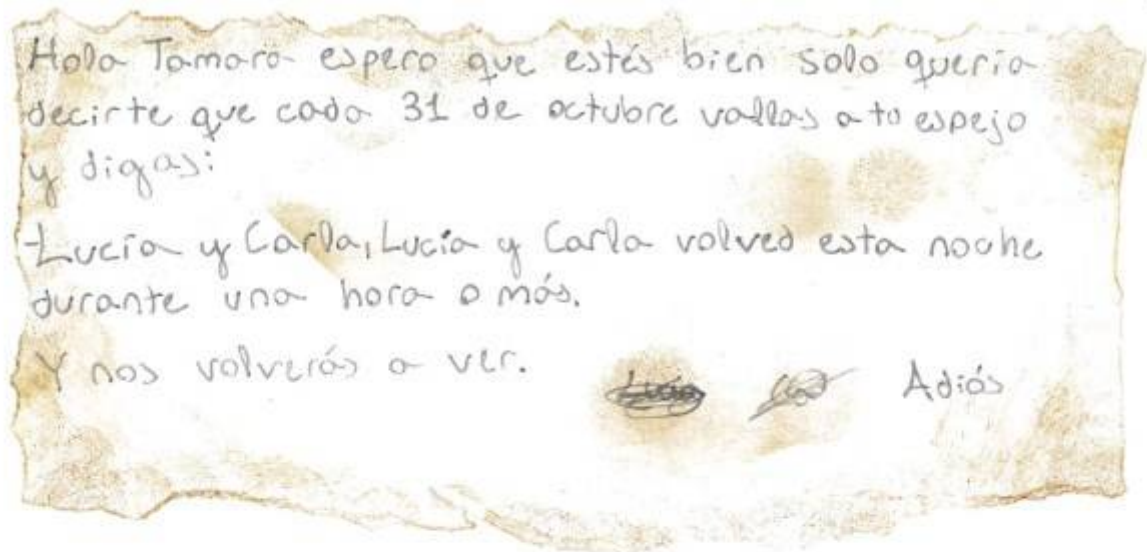 Hola Tamara espero que estés bien solo quería
decirte que cada 31 de octubre vallas a tu espejo
y digas:
-Lucía y Carla, Lucía y Carla volved esta noche
durante una hora o más.
Y nos volverás a ver.
Lucía Adiós